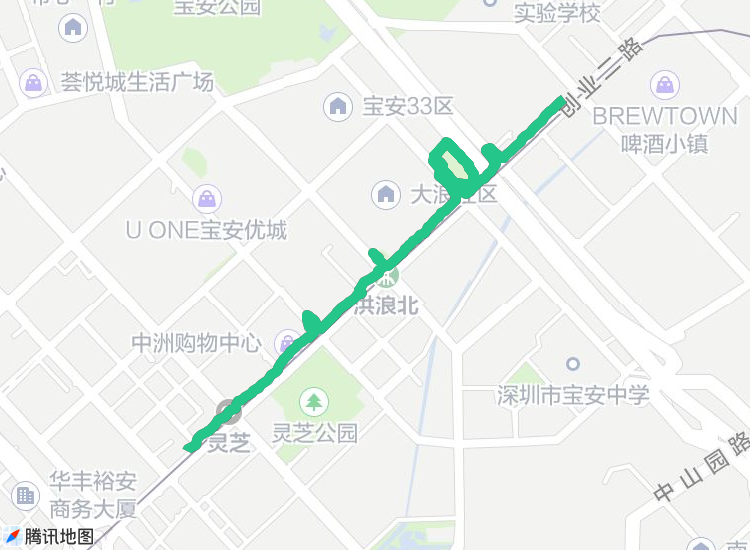 宝安公园
实验学校
创业二路
荟悦城生活广场
宝安33区
BREWTOWN
啤酒小镇
大浪社区
U ONE宝安优城
洪浪北
中洲购物中心
深圳市宝安中学
灵芝公园
灵芝
中山园路
华丰裕安
商务大厦
腾讯地图